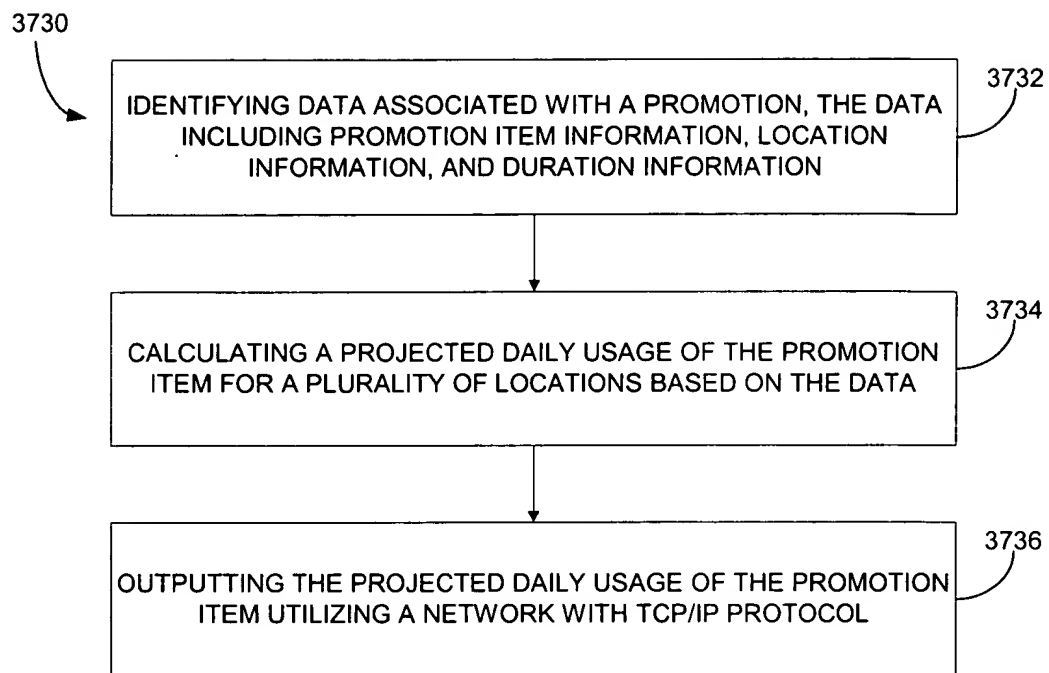 3730
3732
IDENTIFYING DATA ASSOCIATED WITH A PROMOTION, THE DATA
INCLUDING PROMOTION ITEM INFORMATION, LOCATION
INFORMATION, AND DURATION INFORMATION
3734
CALCULATING A PROJECTED DAILY USAGE OF THE PROMOTION
ITEM FOR A PLURALITY OF LOCATIONS BASED ON THE DATA
3736
OUTPUTTING THE PROJECTED DAILY USAGE OF THE PROMOTION
ITEM UTILIZING A NETWORK WITH TCP/IP PROTOCOL